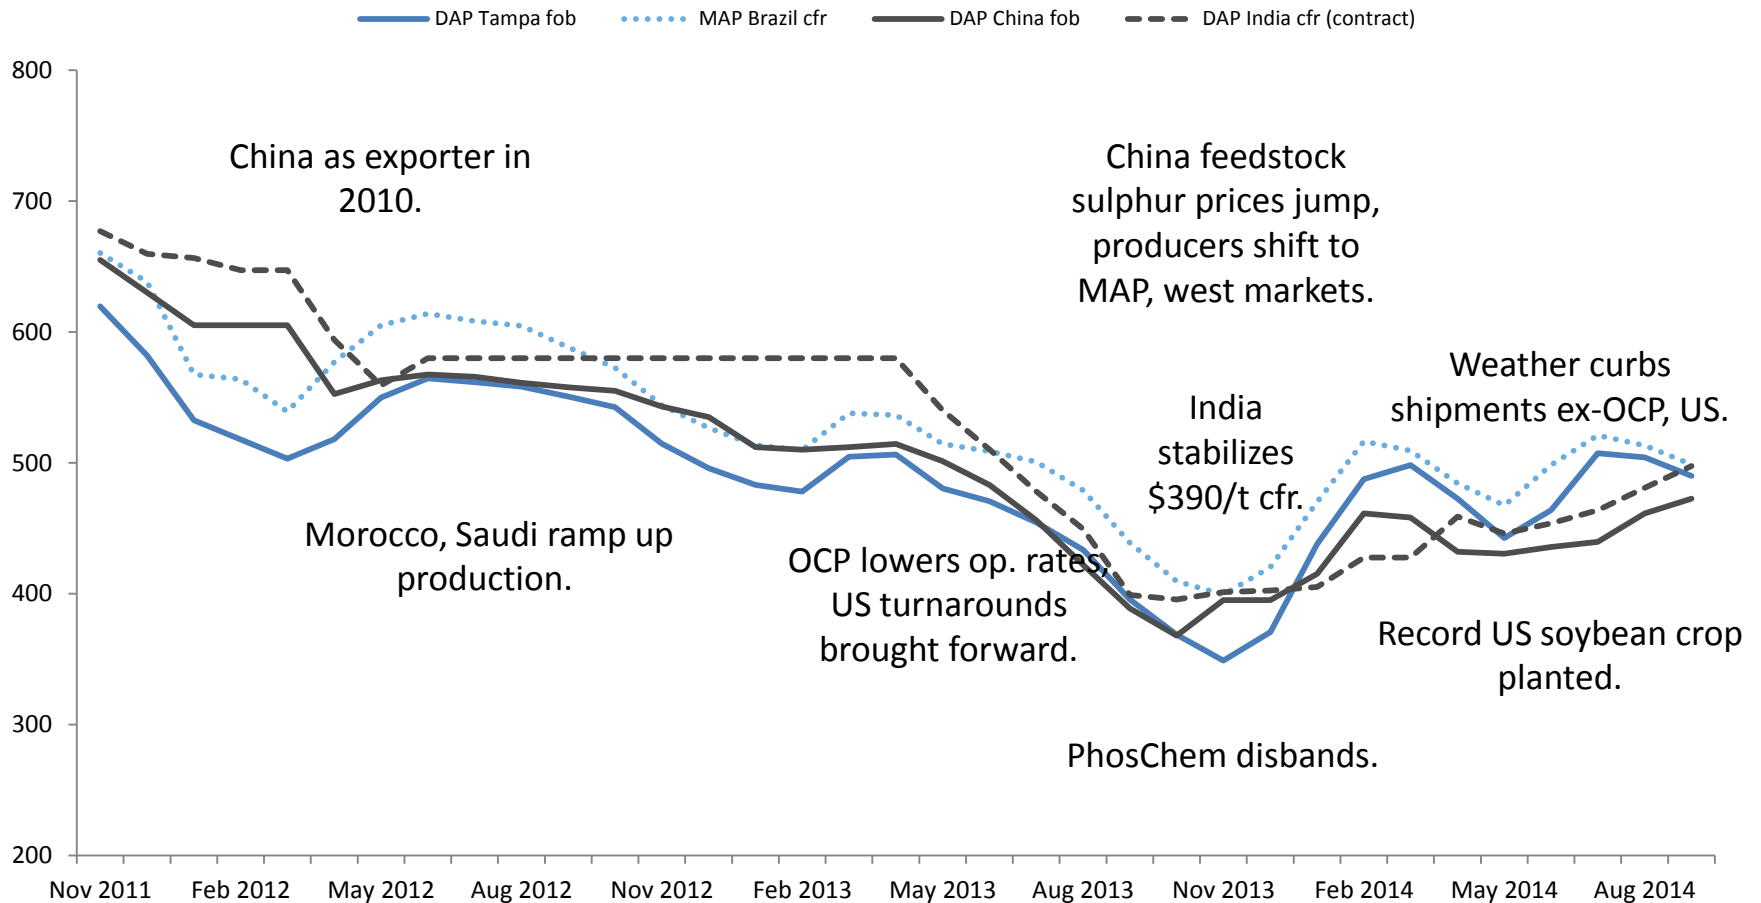 DAP Tampa fob MAP Brazil cfr DAP China fob DAP India cfr (contract)
800
700
600
500
400
300
200
China as exporter in
2010.
China feedstock
sulphur prices jump,
producers shift to
MAP, west markets.
Weather curbs
shipments ex-OCP, US.
India
stabilizes
$390/t cfr.
Morocco, Saudi ramp up
production.
OCP lowers op. rates,
US turnarounds
brought forward.
Record US soybean crop
planted.
PhosChem disbands.
Nov 2011 Feb 2012 May 2012 Aug 2012 Nov 2012 Feb 2013 May 2013 Aug 2013 Nov 2013 Feb 2014 May 2014 Aug 2014